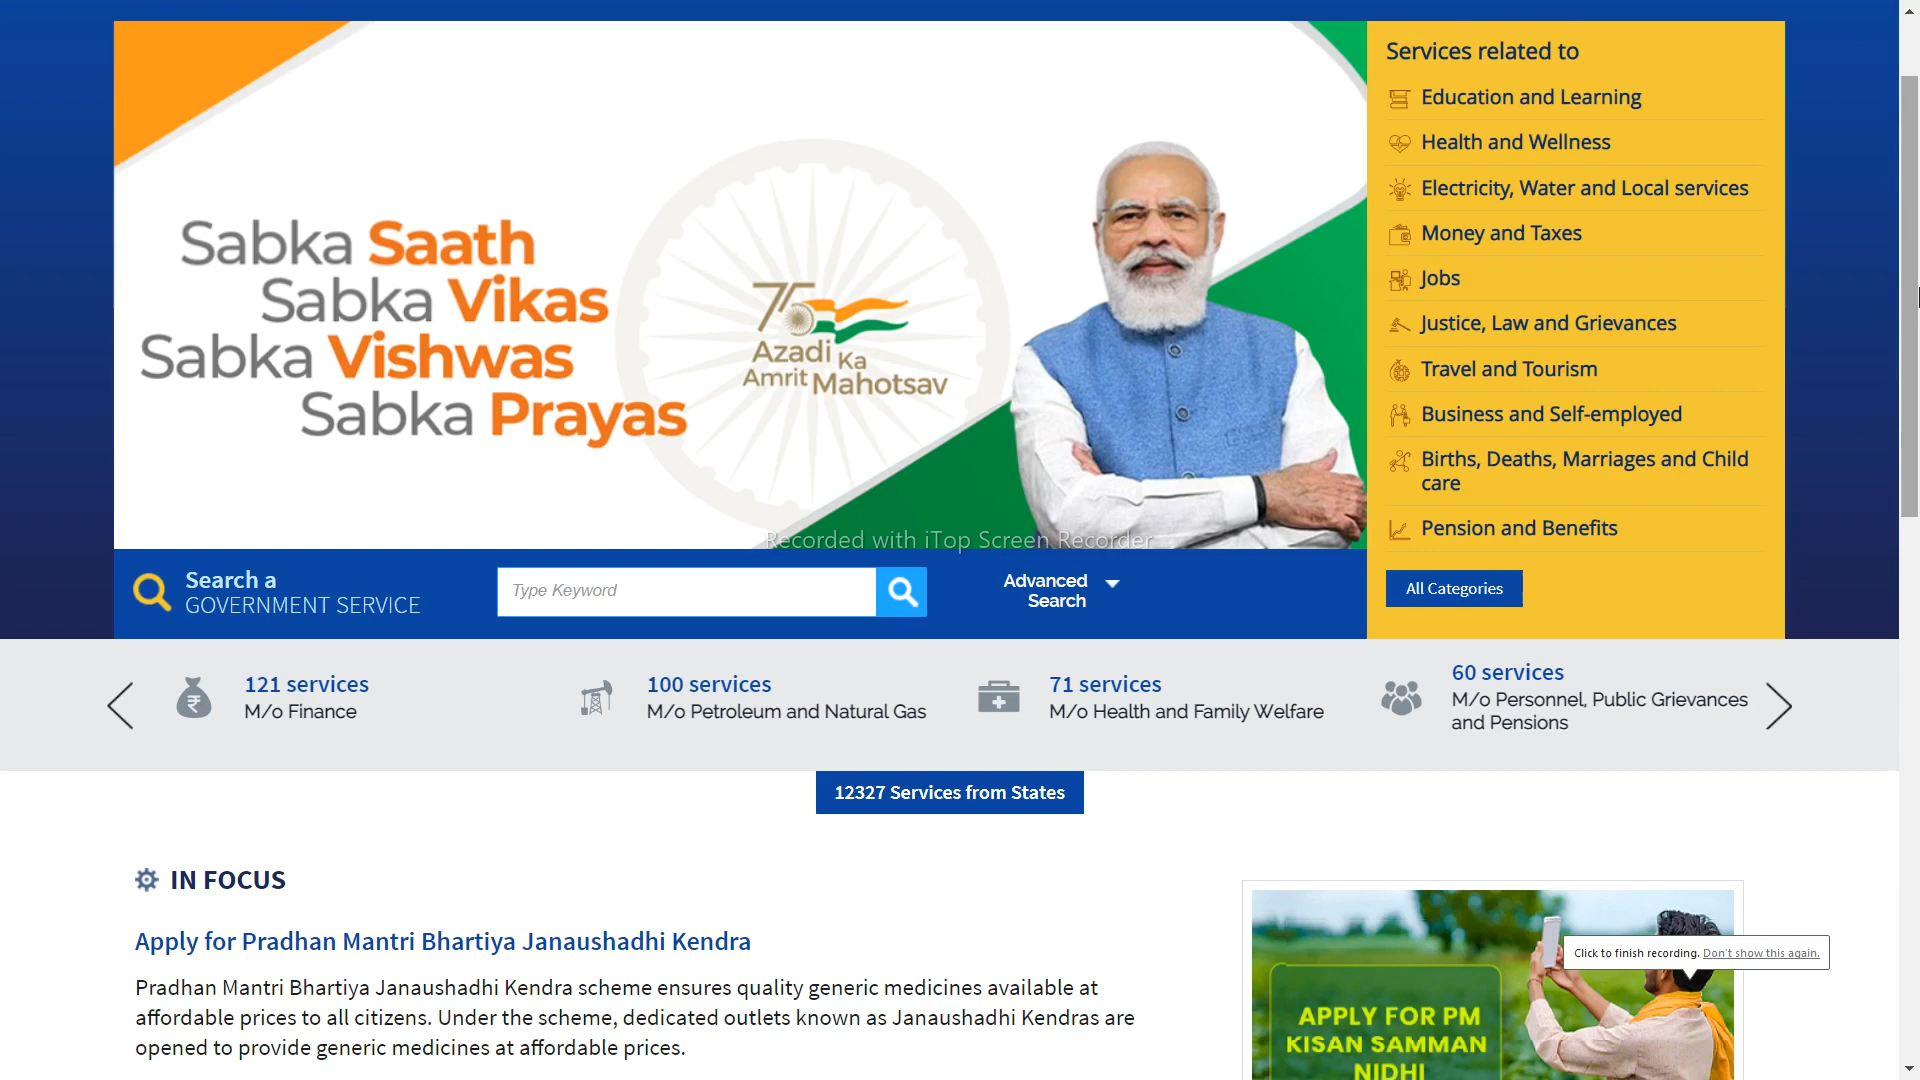 Services related to
Education and Learning
Health and Wellness
Electricity, Water and Local services
Money and Taxes
Jobs
Justice, Law and Grievances
Travel and Tourism
Business and Self-employed
Births, Deaths, Marriages and Child
care
Pension and Benefits
All Categories
Sabka Saath
Sabka Vikas
Sabka Vishwas
Sabka Prayas
75
Azadi Ka
Amrit Mahotsav
Recorded with iTop Screen Recorder
Search a
GOVERNMENT SERVICE
Type Keyword
Advanced
Search
121 services
M/o Finance
100 services
M/o Petroleum and Natural Gas
71 services
M/o Health and Family Welfare
60 services
M/o Personnel, Public Grievances
and Pensions
12327 Services from States
IN FOCUS
Apply for Pradhan Mantri Bhartiya Janaushadhi Kendra
Pradhan Mantri Bhartiya Janaushadhi Kendra scheme ensures quality generic medicines available at
affordable prices to all citizens. Under the scheme, dedicated outlets known as Janaushadhi Kendras are
opened to provide generic medicines at affordable prices.
Click to finish recording. Don't show this again.
APPLY FOR PM
KISAN SAMMAN
NIDHI